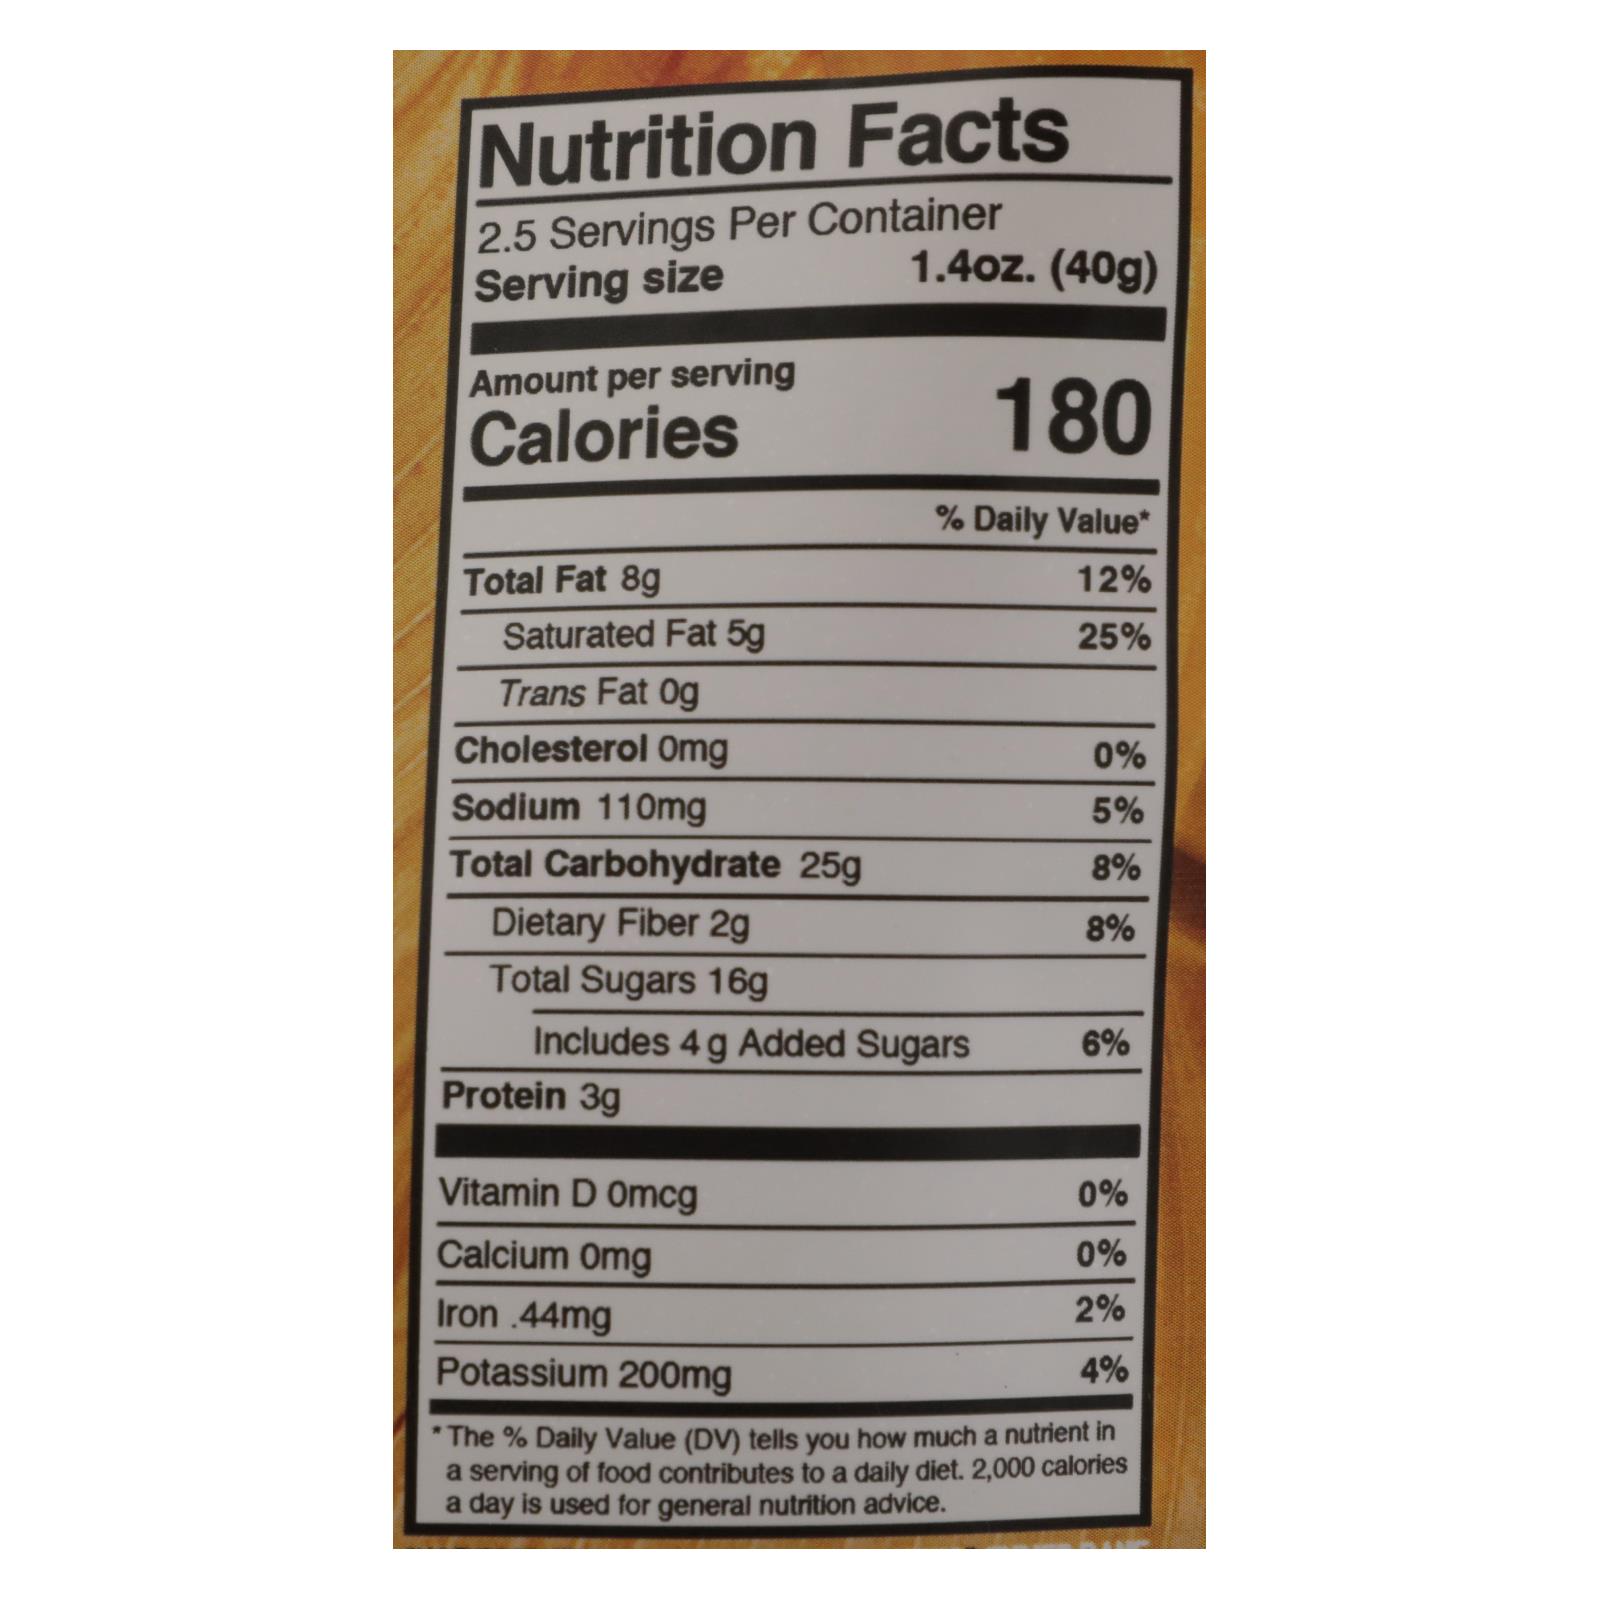 Nutrition Facts
2.5 Servings Per Container
Serving size 1.4oz. (40g)
Amount per serving
Calories 180
% Daily Value*
Total Fat 8g 12%
Saturated Fat 5g 25%
Trans Fat 0g
Cholesterol 0mg 0%
Sodium 110mg 5%
Total Carbohydrate 25g 8%
Dietary Fiber 2g 8%
Total Sugars 16g
Includes 4g Added Sugars 6%
Protein 3g
Vitamin D 0mcg 0%
Calcium 0mg 0%
Iron .44mg 2%
Potassium 200mg 4%
* The % Daily Value (DV) tells you how much a nutrient in
a serving of food contributes to a daily diet. 2,000 calories
a day is used for general nutrition advice.